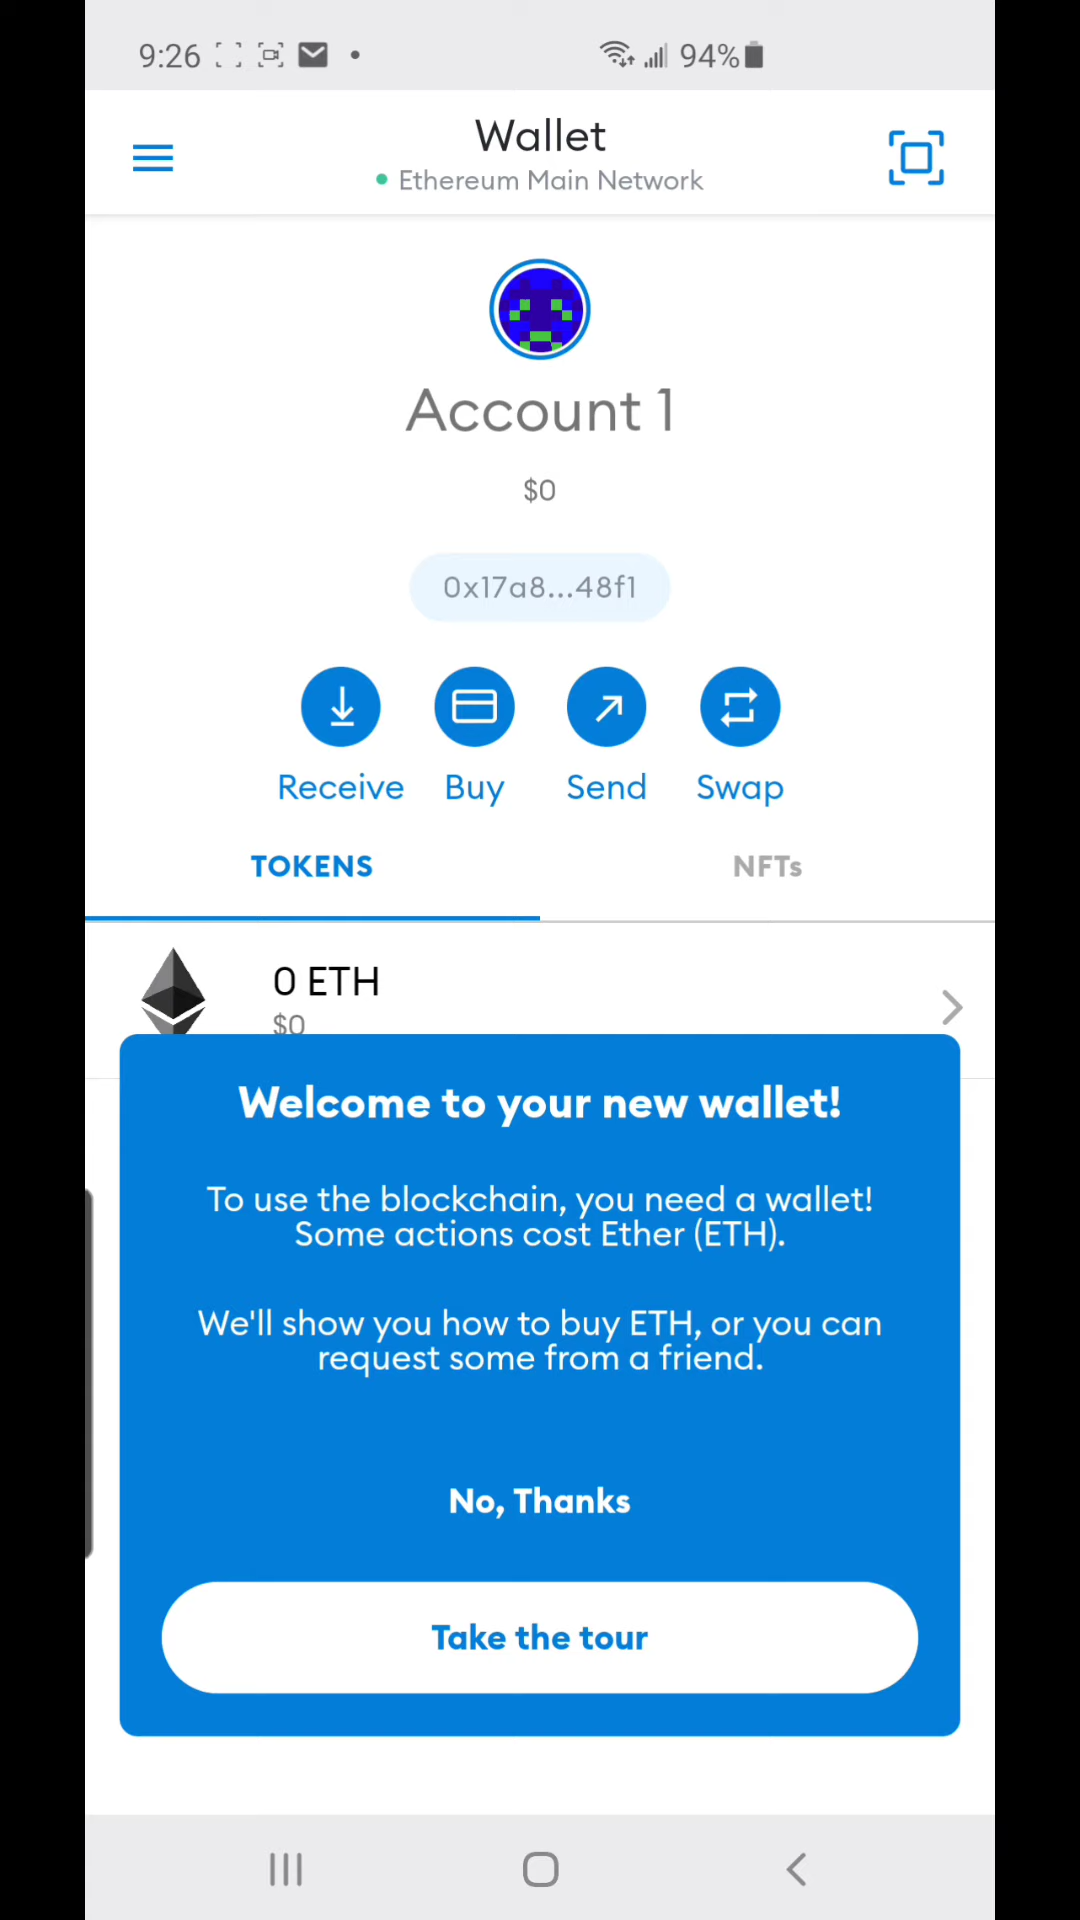 9:26
94%
Wallet
Ethereum Main Network
Account 1
$0
0x17a8...48f1
Receive
Buy
Send
Swap
TOKENS
NFTs
0 ETH
$0
Welcome to your new wallet!
To use the blockchain, you need a wallet!
Some actions cost Ether (ETH).
We'll show you how to buy ETH, or you can
request some from a friend.
No, Thanks
Take the tour